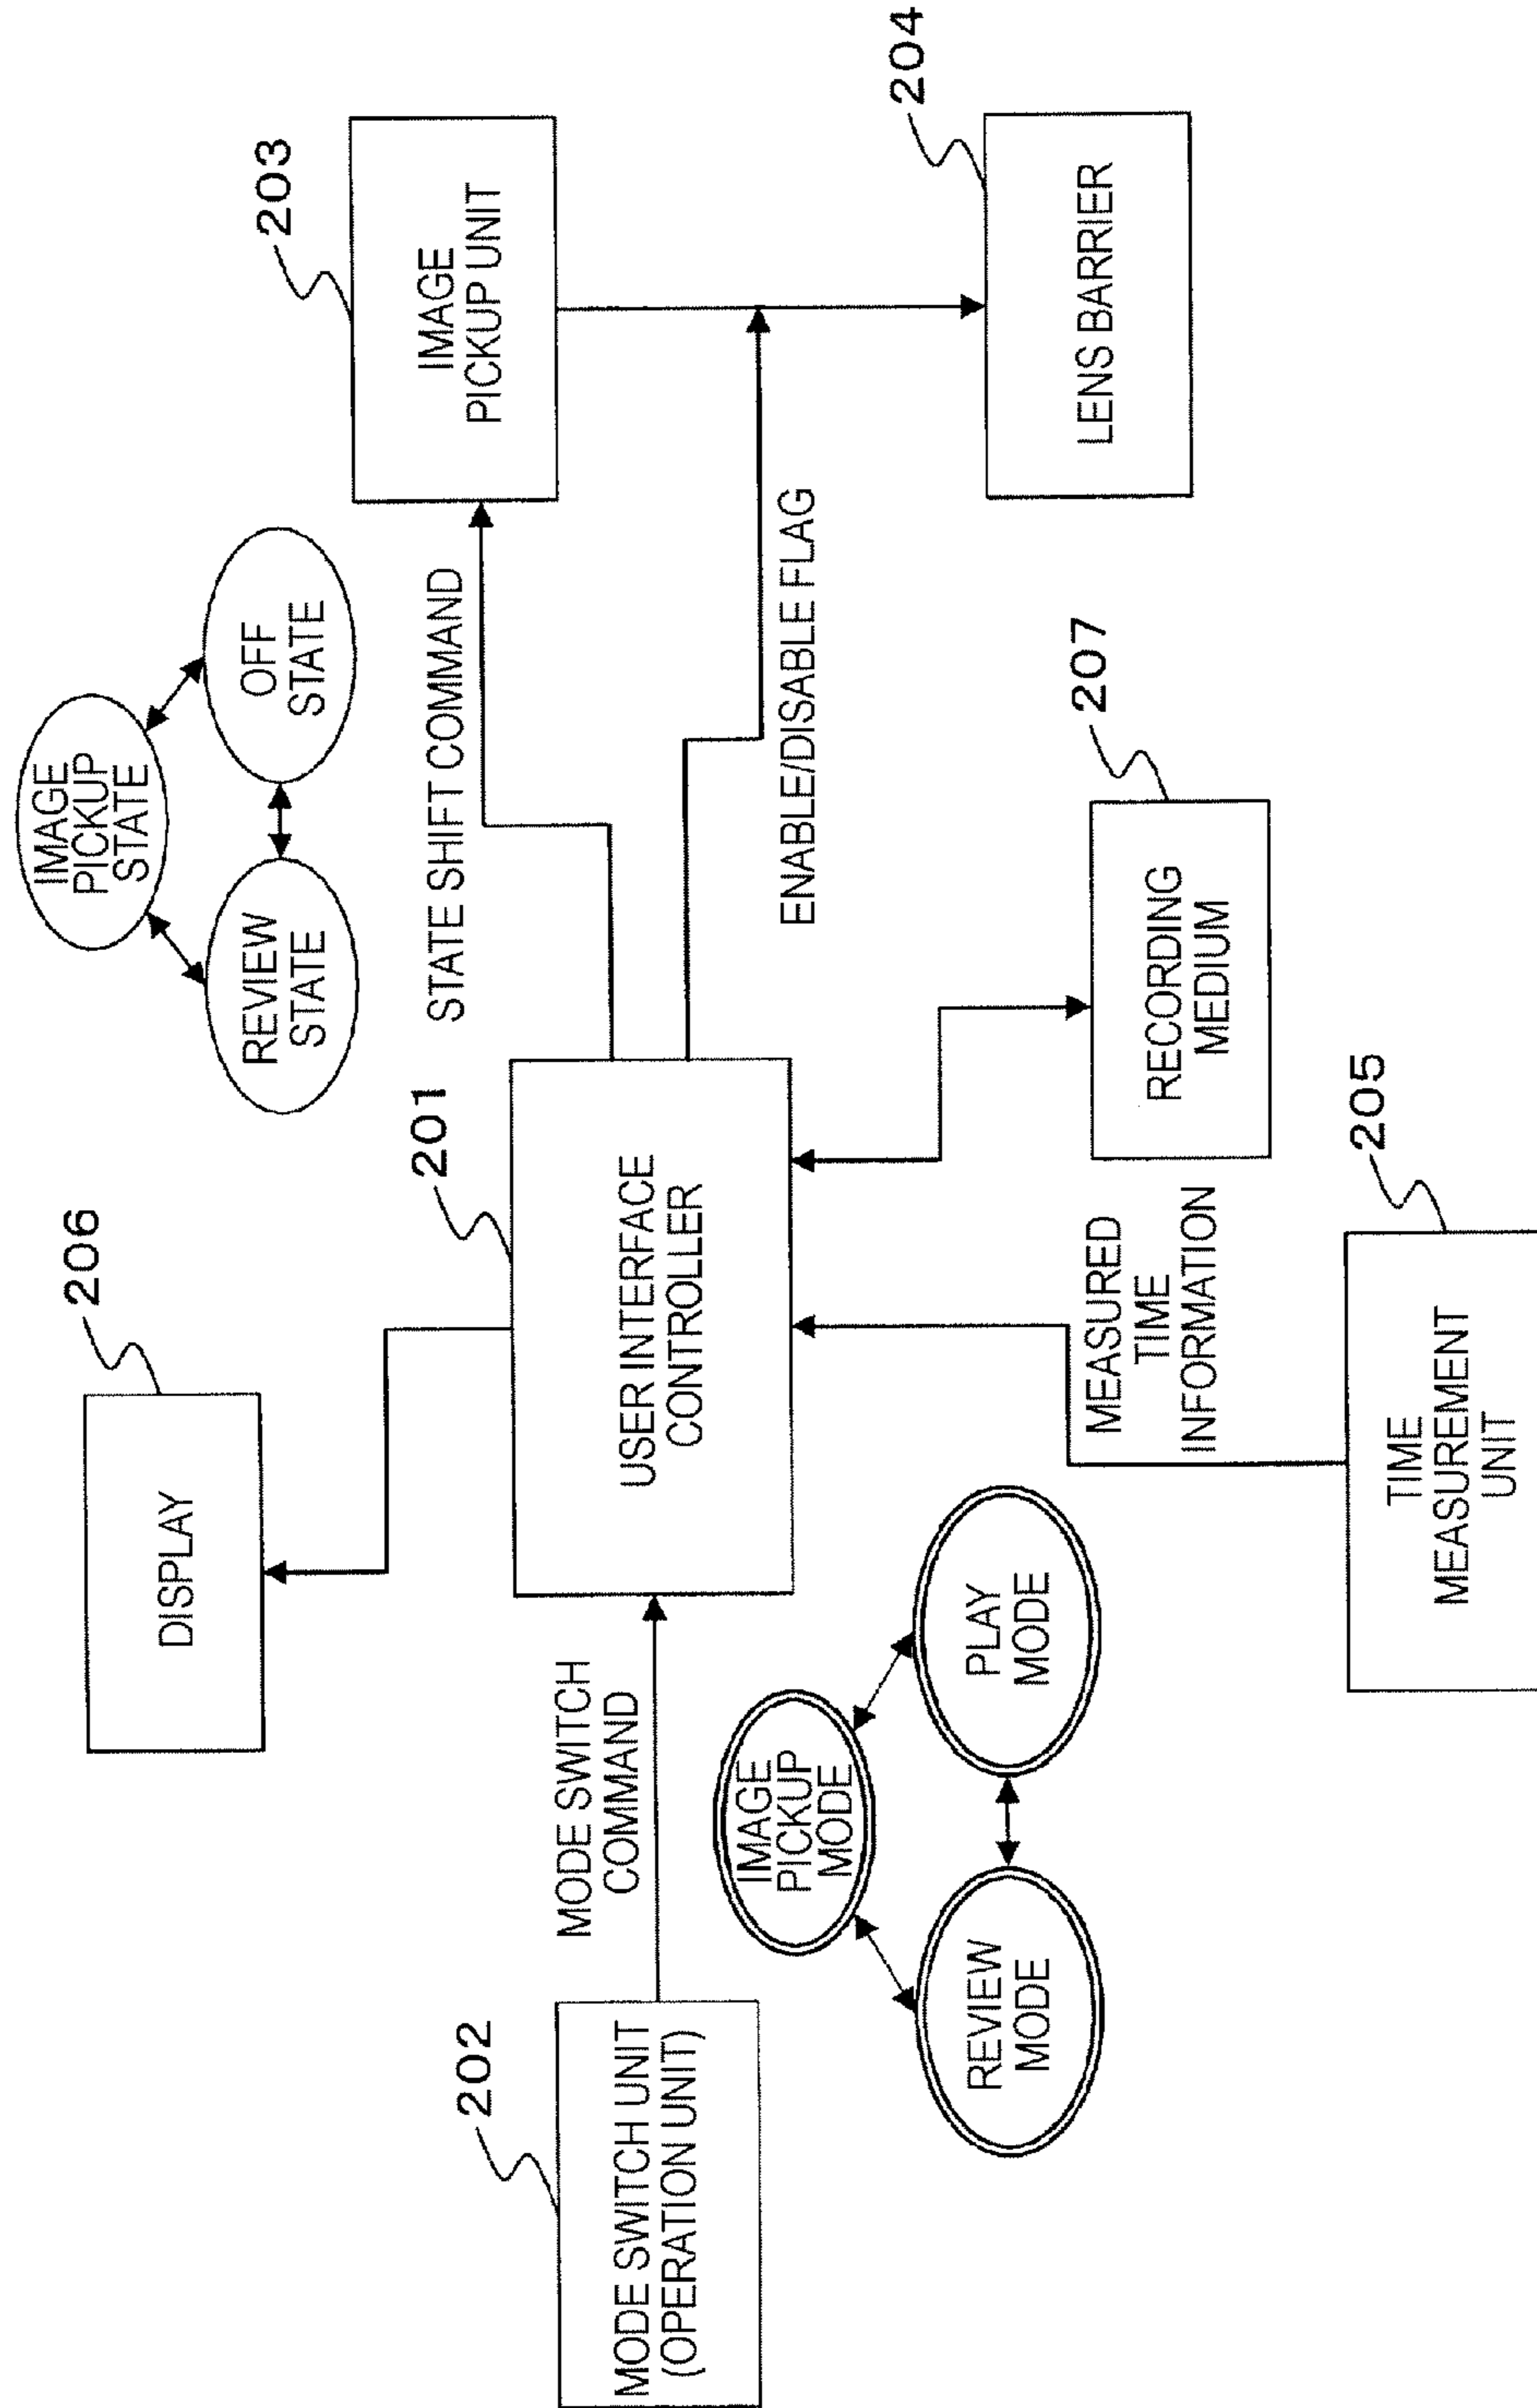 206
DISPLAY
202
MODE SWITCH UNIT
(OPERATION UNIT)
MODE SWITCH
COMMAND
201
USER INTERFACE
CONTROLLER
IMAGE
PICKUP
STATE
REVIEW
STATE
OFF
STATE
STATE SHIFT COMMAND
203
IMAGE
PICKUP UNIT
ENABLE/DISABLE FLAG
204
LENS BARRIER
IMAGE
PICKUP
MODE
REVIEW
MODE
PLAY
MODE
MEASURED
TIME
INFORMATION
207
RECORDING
MEDIUM
205
TIME
MEASUREMENT
UNIT